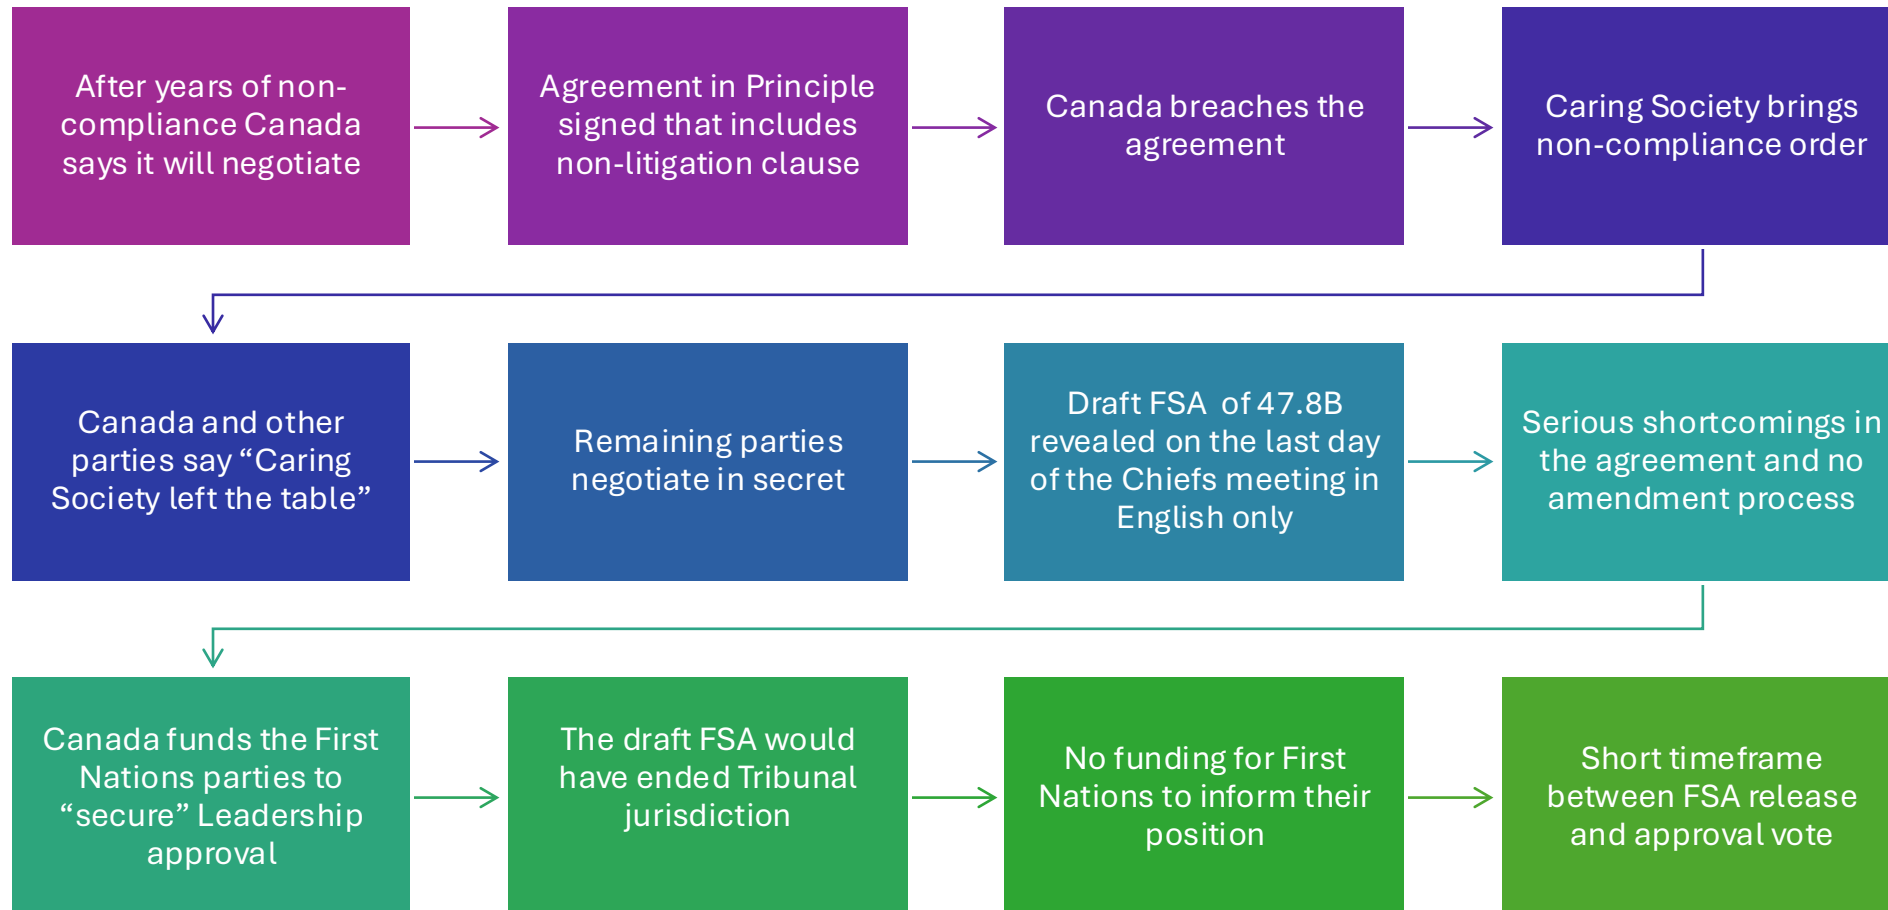 After years of non-
compliance Canada
says it will negotiate
Agreement in Principle
signed that includes
non-litigation clause
Canada breaches the
agreement
Caring Society brings
non-compliance order
Canada and other
parties say “Caring
Society left the table”
Remaining parties
negotiate in secret
Draft FSA of 47.8B
revealed on the last day
of the Chiefs meeting in
English only
Serious shortcomings in
the agreement and no
amendment process
Canada funds the First
Nations parties to
“secure” Leadership
approval
The draft FSA would
have ended Tribunal
jurisdiction
No funding for First
Nations to inform their
position
Short timeframe
between FSA release
and approval vote